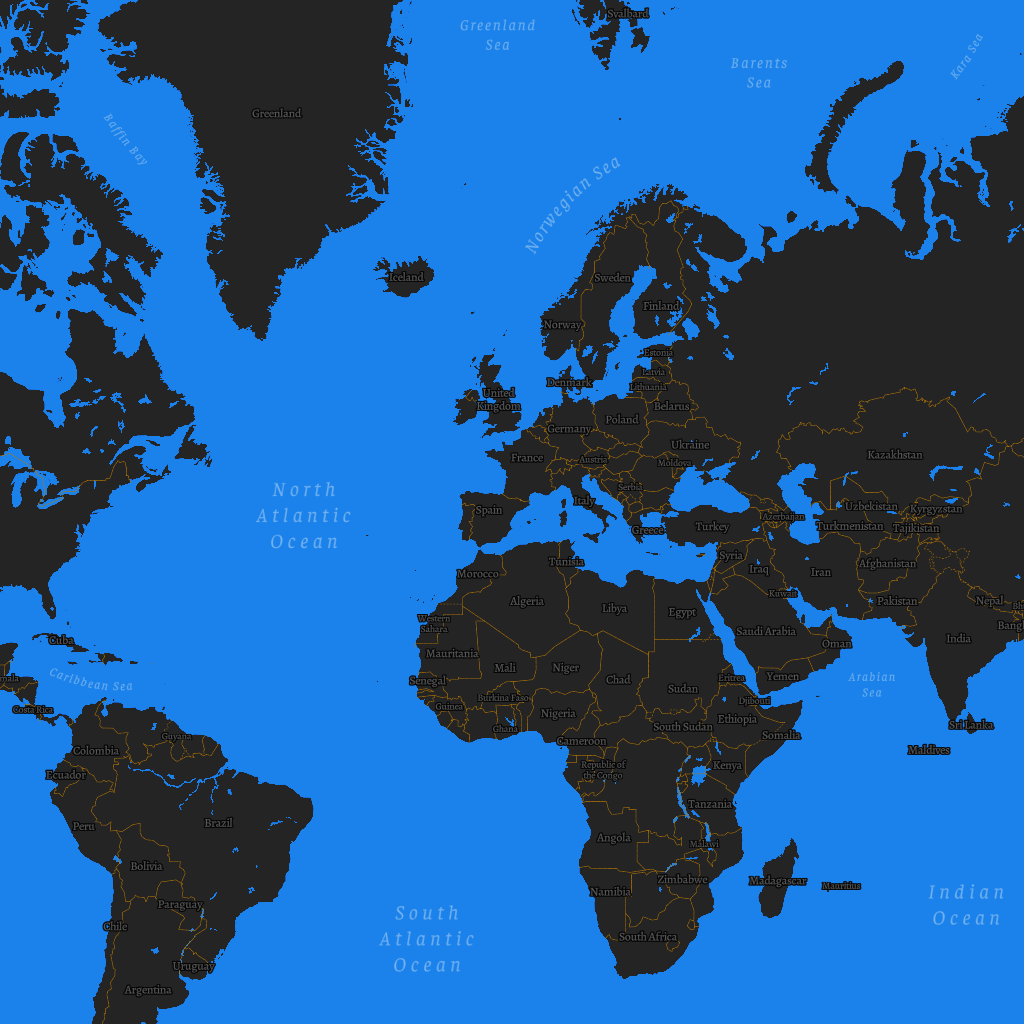 Svalbard
Greenland
Sea
Barents
Sea
Kara Sea
Greenland
Baffin Bay
Norwegian Sea
Iceland
Sweden
Finland
Norway
Estonia
Latvia
Lithuania
Denmark
United
Kingdom
Belarus
Poland
Germany
Ukraine
France
Austria
Moldova
Kazakhstan
Serbia
North
Atlantic
Ocean
Italy
Spain
Uzbekistan
Kyrgyzstan
Azerbaijan
Greece
Turkey
Turkmenistan
Tajikistan
Syria
Tunisia
Iraq
Iran
Afghanistan
Morocco
Kuwait
Algeria
Libya
Egypt
Pakistan
Nepal
Western
Sahara
Saudi Arabia
India
Cuba
Oman
Mauritania
Mali
Niger
Chad
Sudan
Eritrea
Yemen
Arabian
Sea
Caribbean Sea
Senegal
Burkina Faso
Djibouti
Guinea
Costa Rica
Nigeria
Ethiopia
Ghana
South Sudan
Somalia
Sri Lanka
Guyana
Cameroon
Colombia
Maldives
Republic of
the Congo
Kenya
Ecuador
Tanzania
Peru
Brazil
Angola
Malawi
Bolivia
Zimbabwe
Madagascar
Mauritius
Namibia
Indian
Ocean
Paraguay
South
Atlantic
Ocean
Chile
South Africa
Uruguay
Argentina